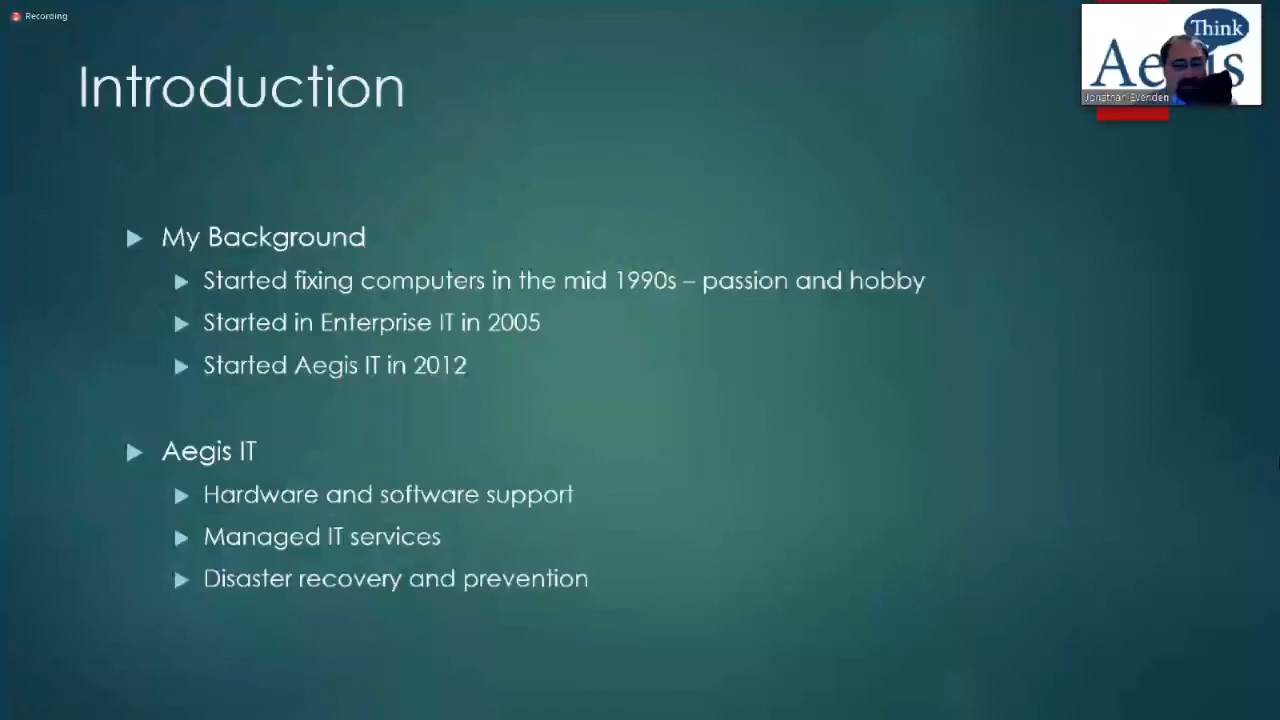 Recording
Think
Introduction
Jonathan Evenden
My Background
Started fixing computers in the mid 1990s – passion and hobby
Started in Enterprise IT in 2005
Started Aegis IT in 2012
Aegis IT
Hardware and software support
Managed IT services
Disaster recovery and prevention